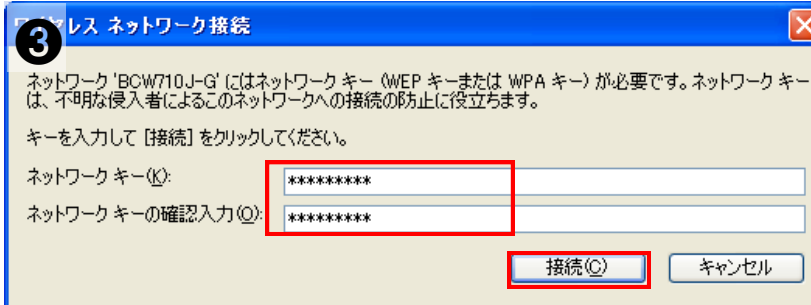 ❸
ワイヤレス ネットワーク接続
ネットワーク 'BCW710J-G' にはネットワーク キー (WEP キーまたは WPA キー) が必要です。ネットワーク キー
は、不明な侵入者によるこのネットワークへの接続の防止に役立ちます。
キーを入力して [接続] をクリックしてください。
ネットワーク キー(K):
*********
ネットワーク キーの確認入力(O):
*********
接続(C)
キャンセル